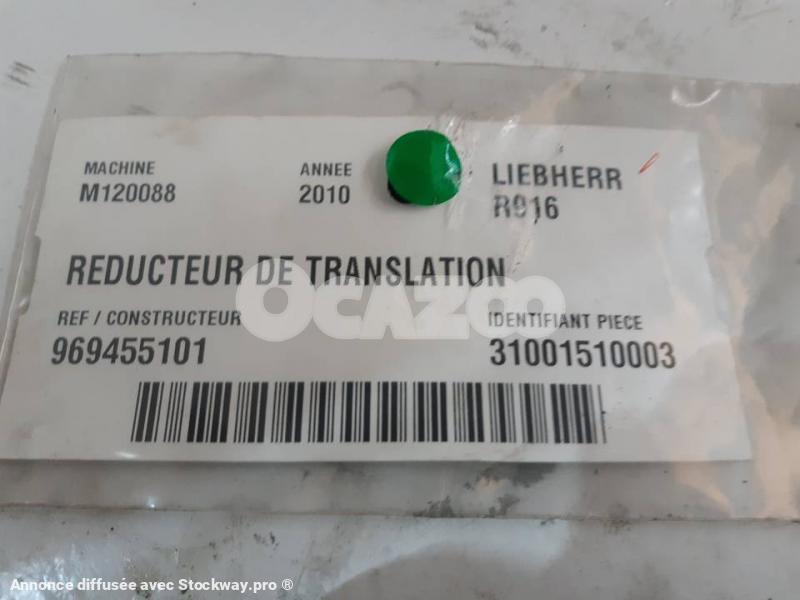 MACHINE ANNEE LIEBHERR
M120088 2010 R916
REDUCTEUR DE TRANSLATION
OCAZOO
REF / CONSTRUCTEUR IDENTIFIANT PIECE
969455101 31001510003
Annonce diffusée avec Stockway.pro ®